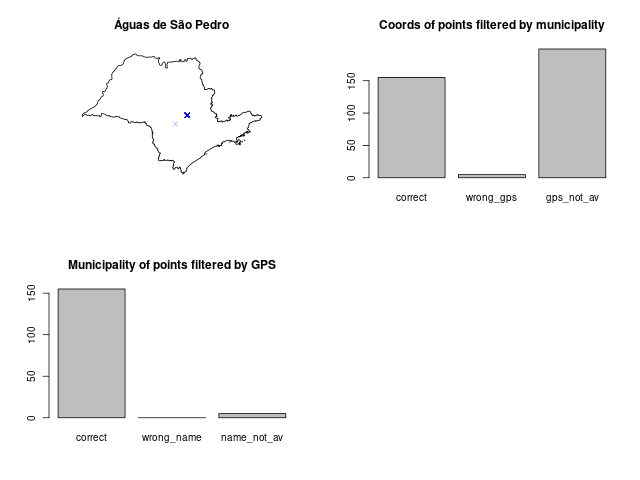 Águas de São Pedro
Coords of points filtered by municipality
150
100
50
0
correct wrong_gps gps_not_av
Municipality of points filtered by GPS
150
100
50
0
correct wrong_name name_not_av